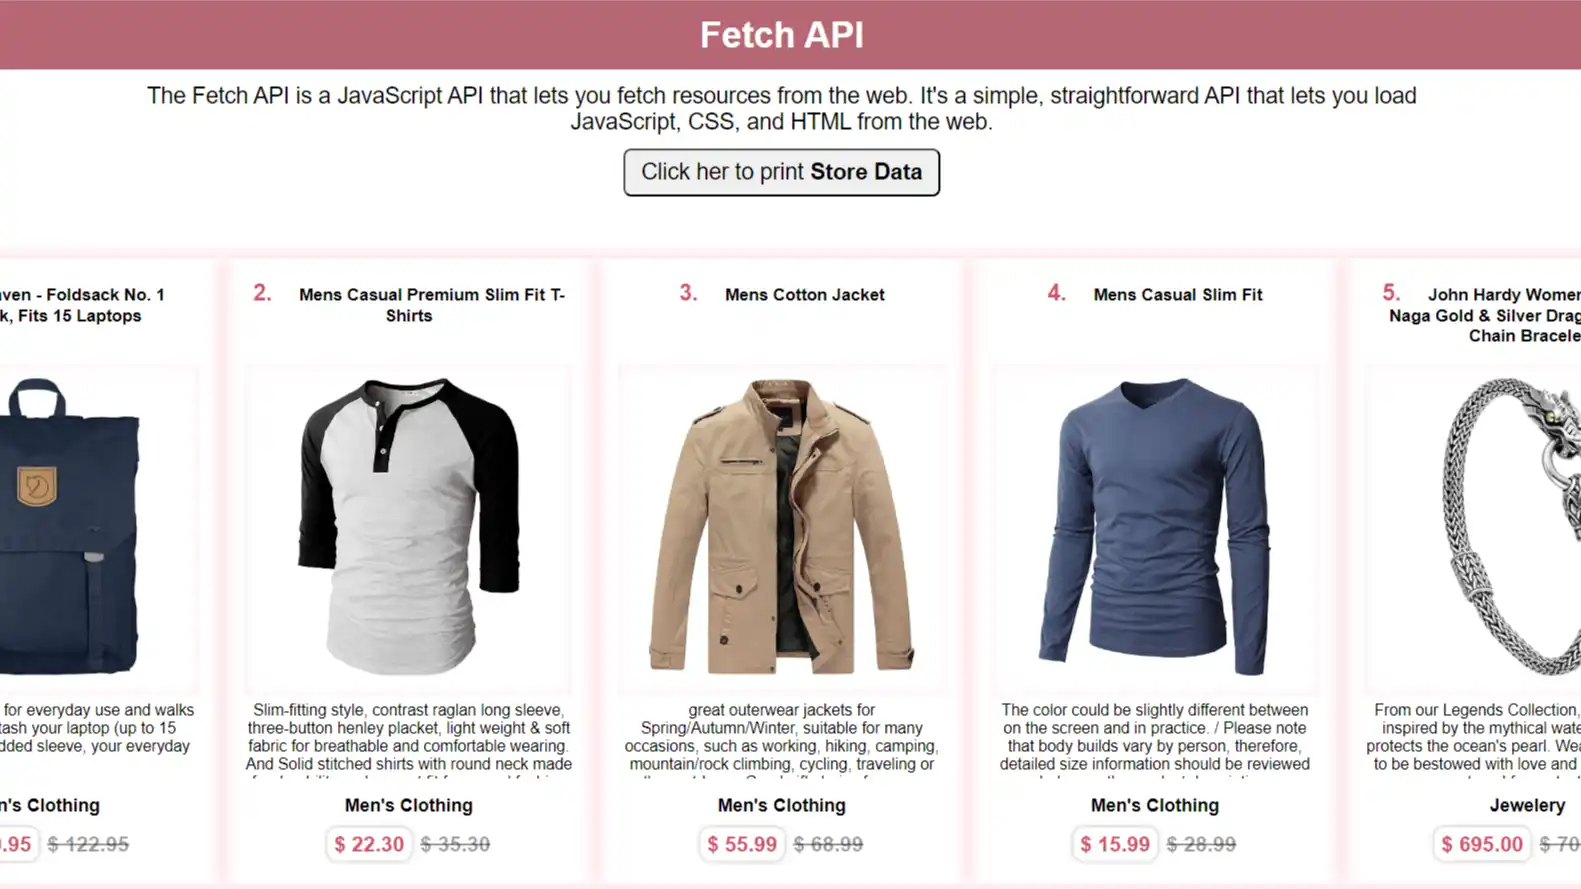 Fetch API
The Fetch API is a JavaScript API that lets you fetch resources from the web. It's a simple, straightforward API that lets you load
JavaScript, CSS, and HTML from the web.
Click her to print Store Data
ven - Foldsack No. 1
k, Fits 15 Laptops
for everyday use and walks
tash your laptop (up to 15
dded sleeve, your everyday
n's Clothing
.95 $ 122.95
2. Mens Casual Premium Slim Fit T-
Shirts
Slim-fitting style, contrast raglan long sleeve,
three-button henley placket, light weight & soft
fabric for breathable and comfortable wearing.
And Solid stitched shirts with round neck made
Men's Clothing
$ 22.30 $ 35.30
3. Mens Cotton Jacket
great outerwear jackets for
Spring/Autumn/Winter, suitable for many
occasions, such as working, hiking, camping,
mountain/rock climbing, cycling, traveling or
Men's Clothing
$ 55.99 $ 68.99
4. Mens Casual Slim Fit
The color could be slightly different between
on the screen and in practice. / Please note
that body builds vary by person, therefore,
detailed size information should be reviewed
Men's Clothing
$ 15.99 $ 28.99
5. John Hardy Women
Naga Gold & Silver Drag
Chain Bracele
From our Legends Collection,
inspired by the mythical wate
protects the ocean's pearl. Wea
to be bestowed with love and
Jewelery
$ 695.00 $ 70